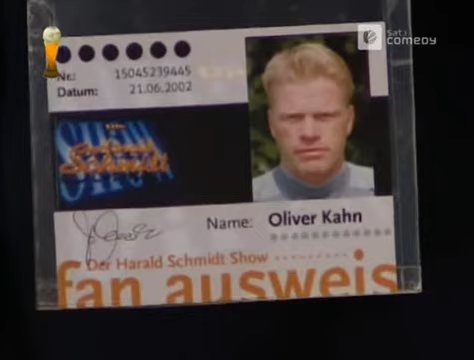 Sat.1
comedy
Nr.: 15045239445
Datum: 21.06.2002
Show
Die
Harald
Schmidt
Name: Oliver Kahn
Der Harald Schmidt Show
fan ausweis